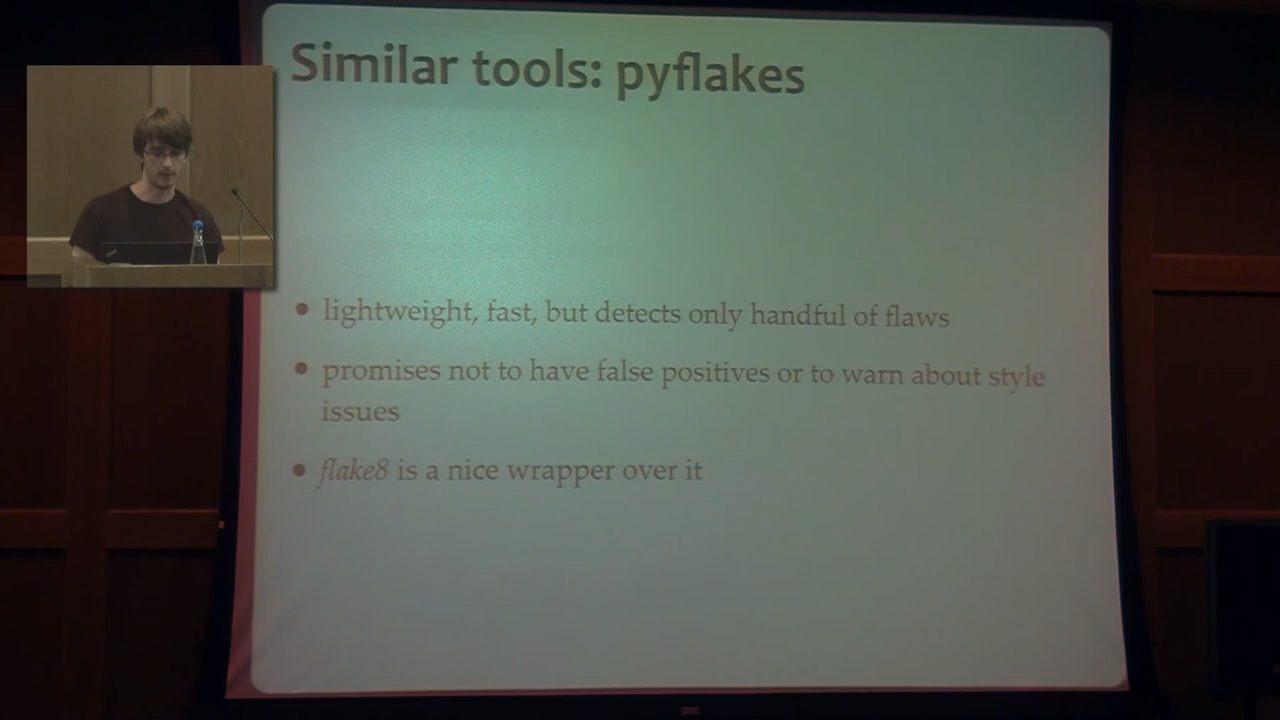 Similar tools: pyflakes
• lightweight, fast, but detects only handful of flaws
• promises not to have false positives or to warn about style
issues
• flake8 is a nice wrapper over it